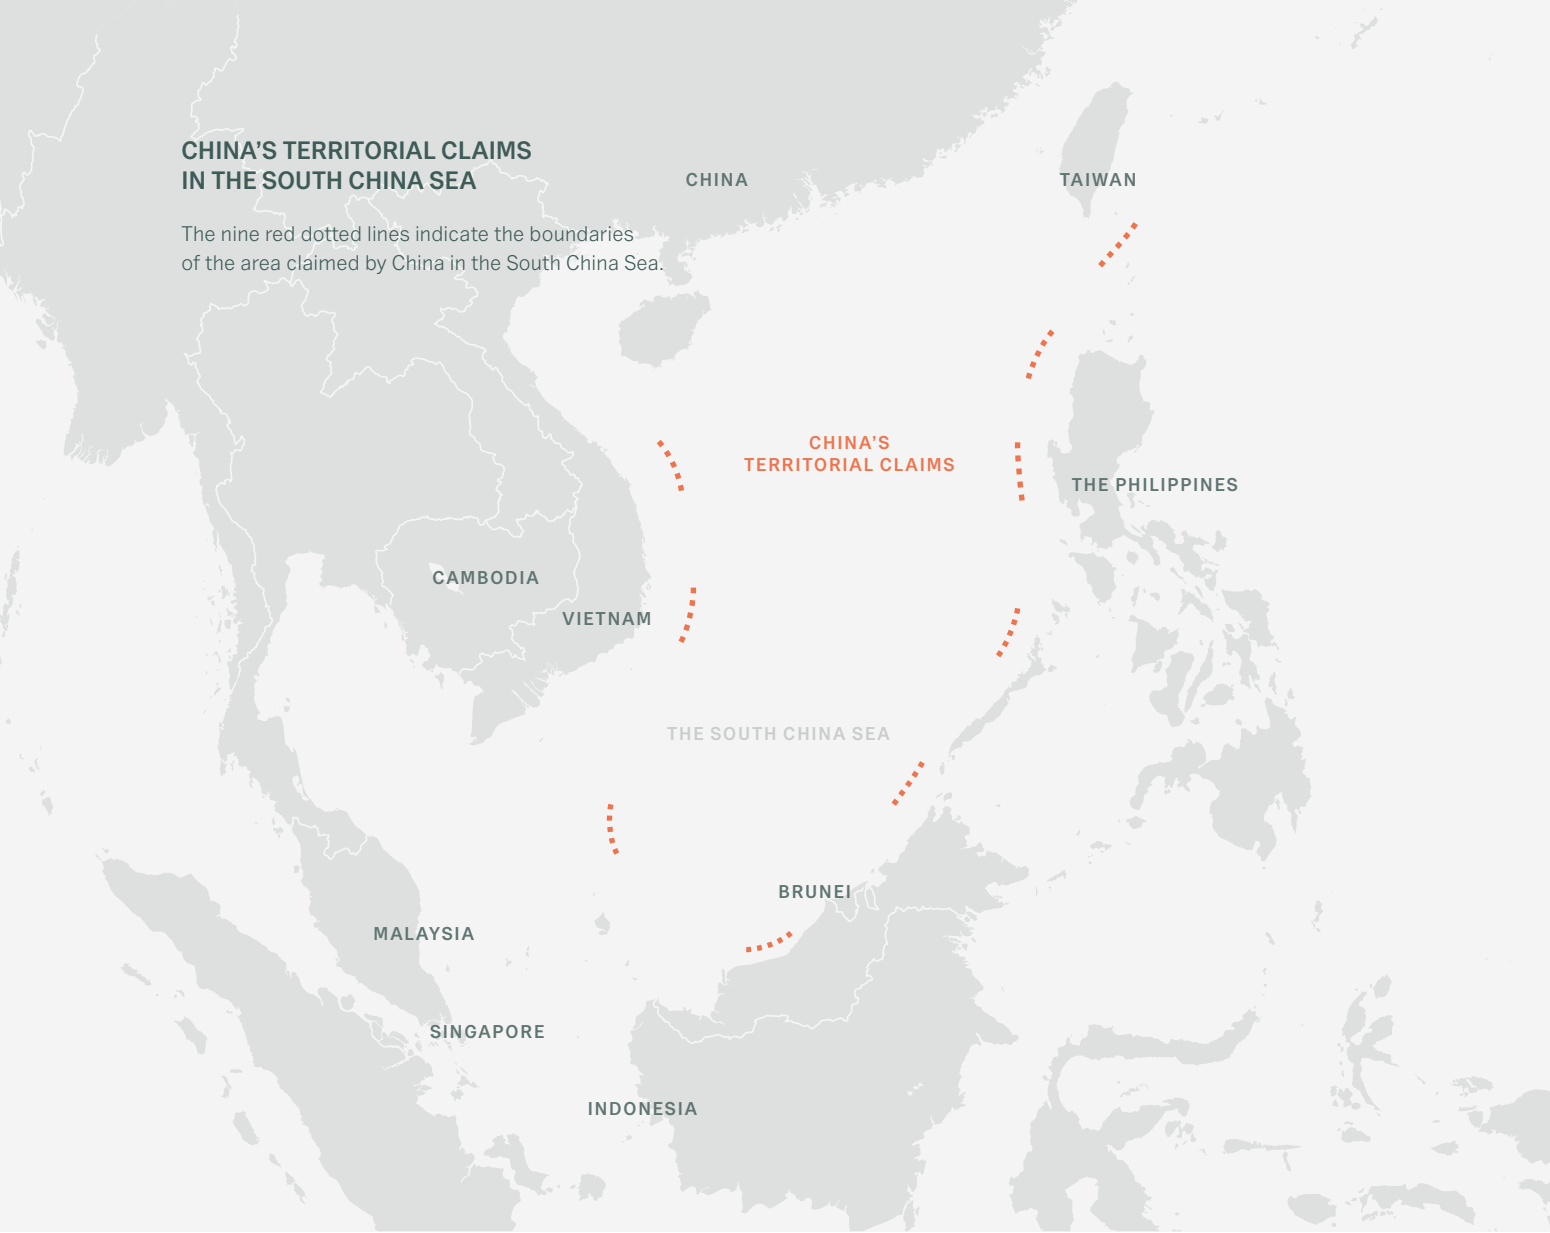 CHINA’S TERRITORIAL CLAIMS
IN THE SOUTH CHINA SEA
The nine red dotted lines indicate the boundaries
of the area claimed by China in the South China Sea.
CHINA
TAIWAN
CHINA’S
TERRITORIAL CLAIMS
THE PHILIPPINES
CAMBODIA
VIETNAM
THE SOUTH CHINA SEA
BRUNEI
MALAYSIA
SINGAPORE
INDONESIA